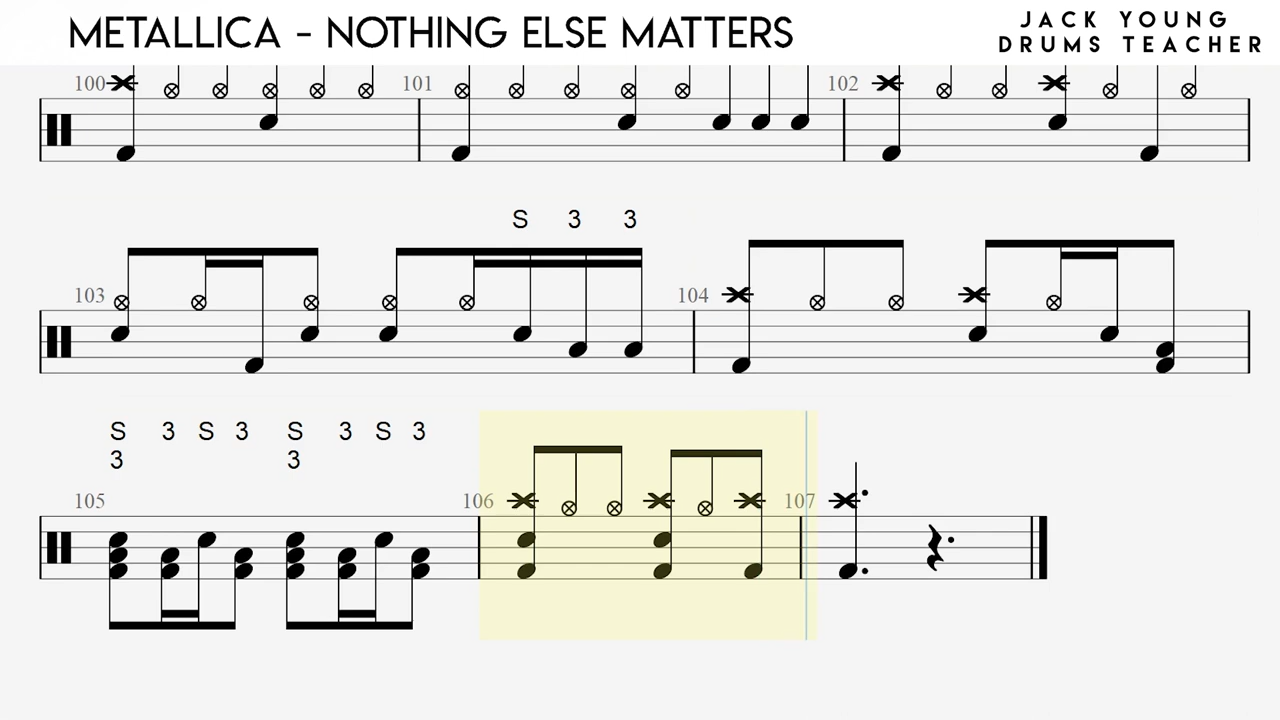 METALLICA - NOTHING ELSE MATTERS
JACK YOUNG
DRUMS TEACHER
100 101 102
S 3 3
103 104
S 3 S 3 S 3 S 3
3 3
105 106 107